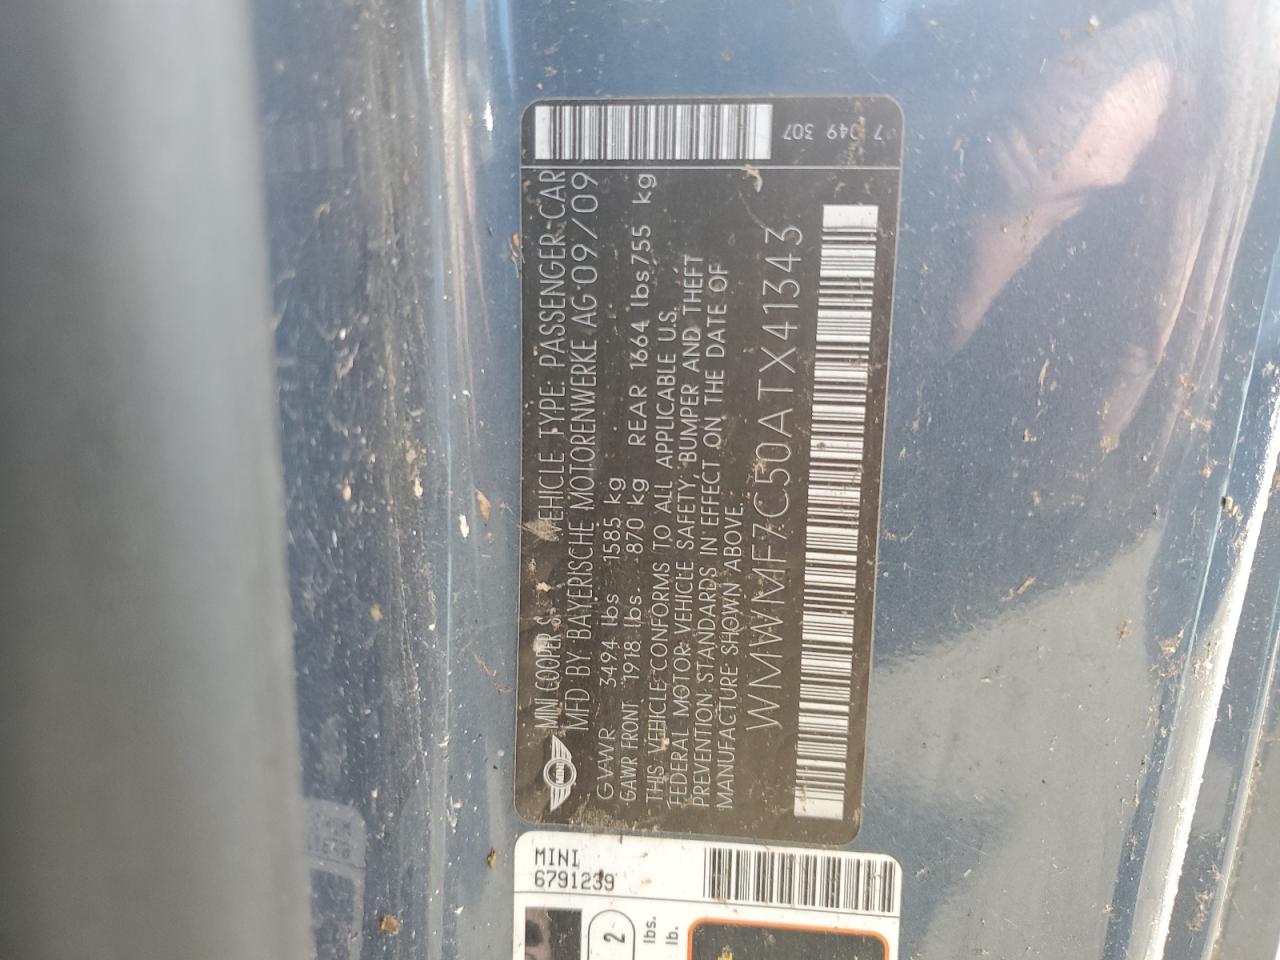 MINI COOPER S VEHICLE TYPE: PASSENGER CAR
MFD BY BAYERISCHE MOTORENWERKE AG 09/09
GVWR 3494 lbs 1585 kg
GAWR FRONT 1918 lbs. 870 kg REAR 1664 lbs 755 kg
THIS VEHICLE CONFORMS TO ALL APPLICABLE U.S.
FEDERAL MOTOR VEHICLE SAFETY, BUMPER AND THEFT
PREVENTION STANDARDS IN EFFECT ON THE DATE OF
MANUFACTURE SHOWN ABOVE.
WMWMF7C50ATX41343
7 049 307
MINI
6791239
2
lbs.
lb.